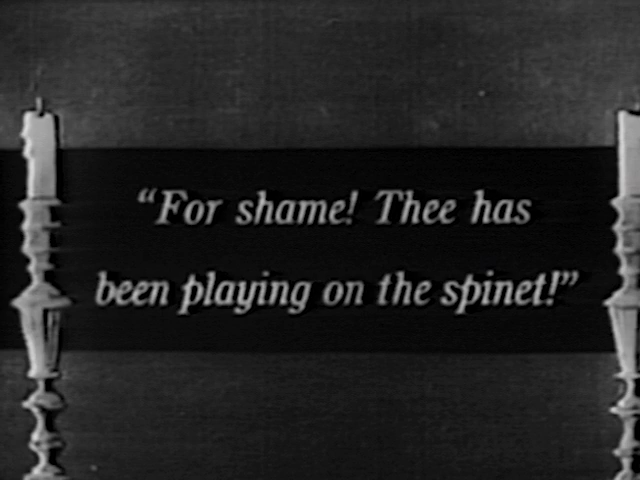 “For shame! Thee has
been playing on the spinet!”